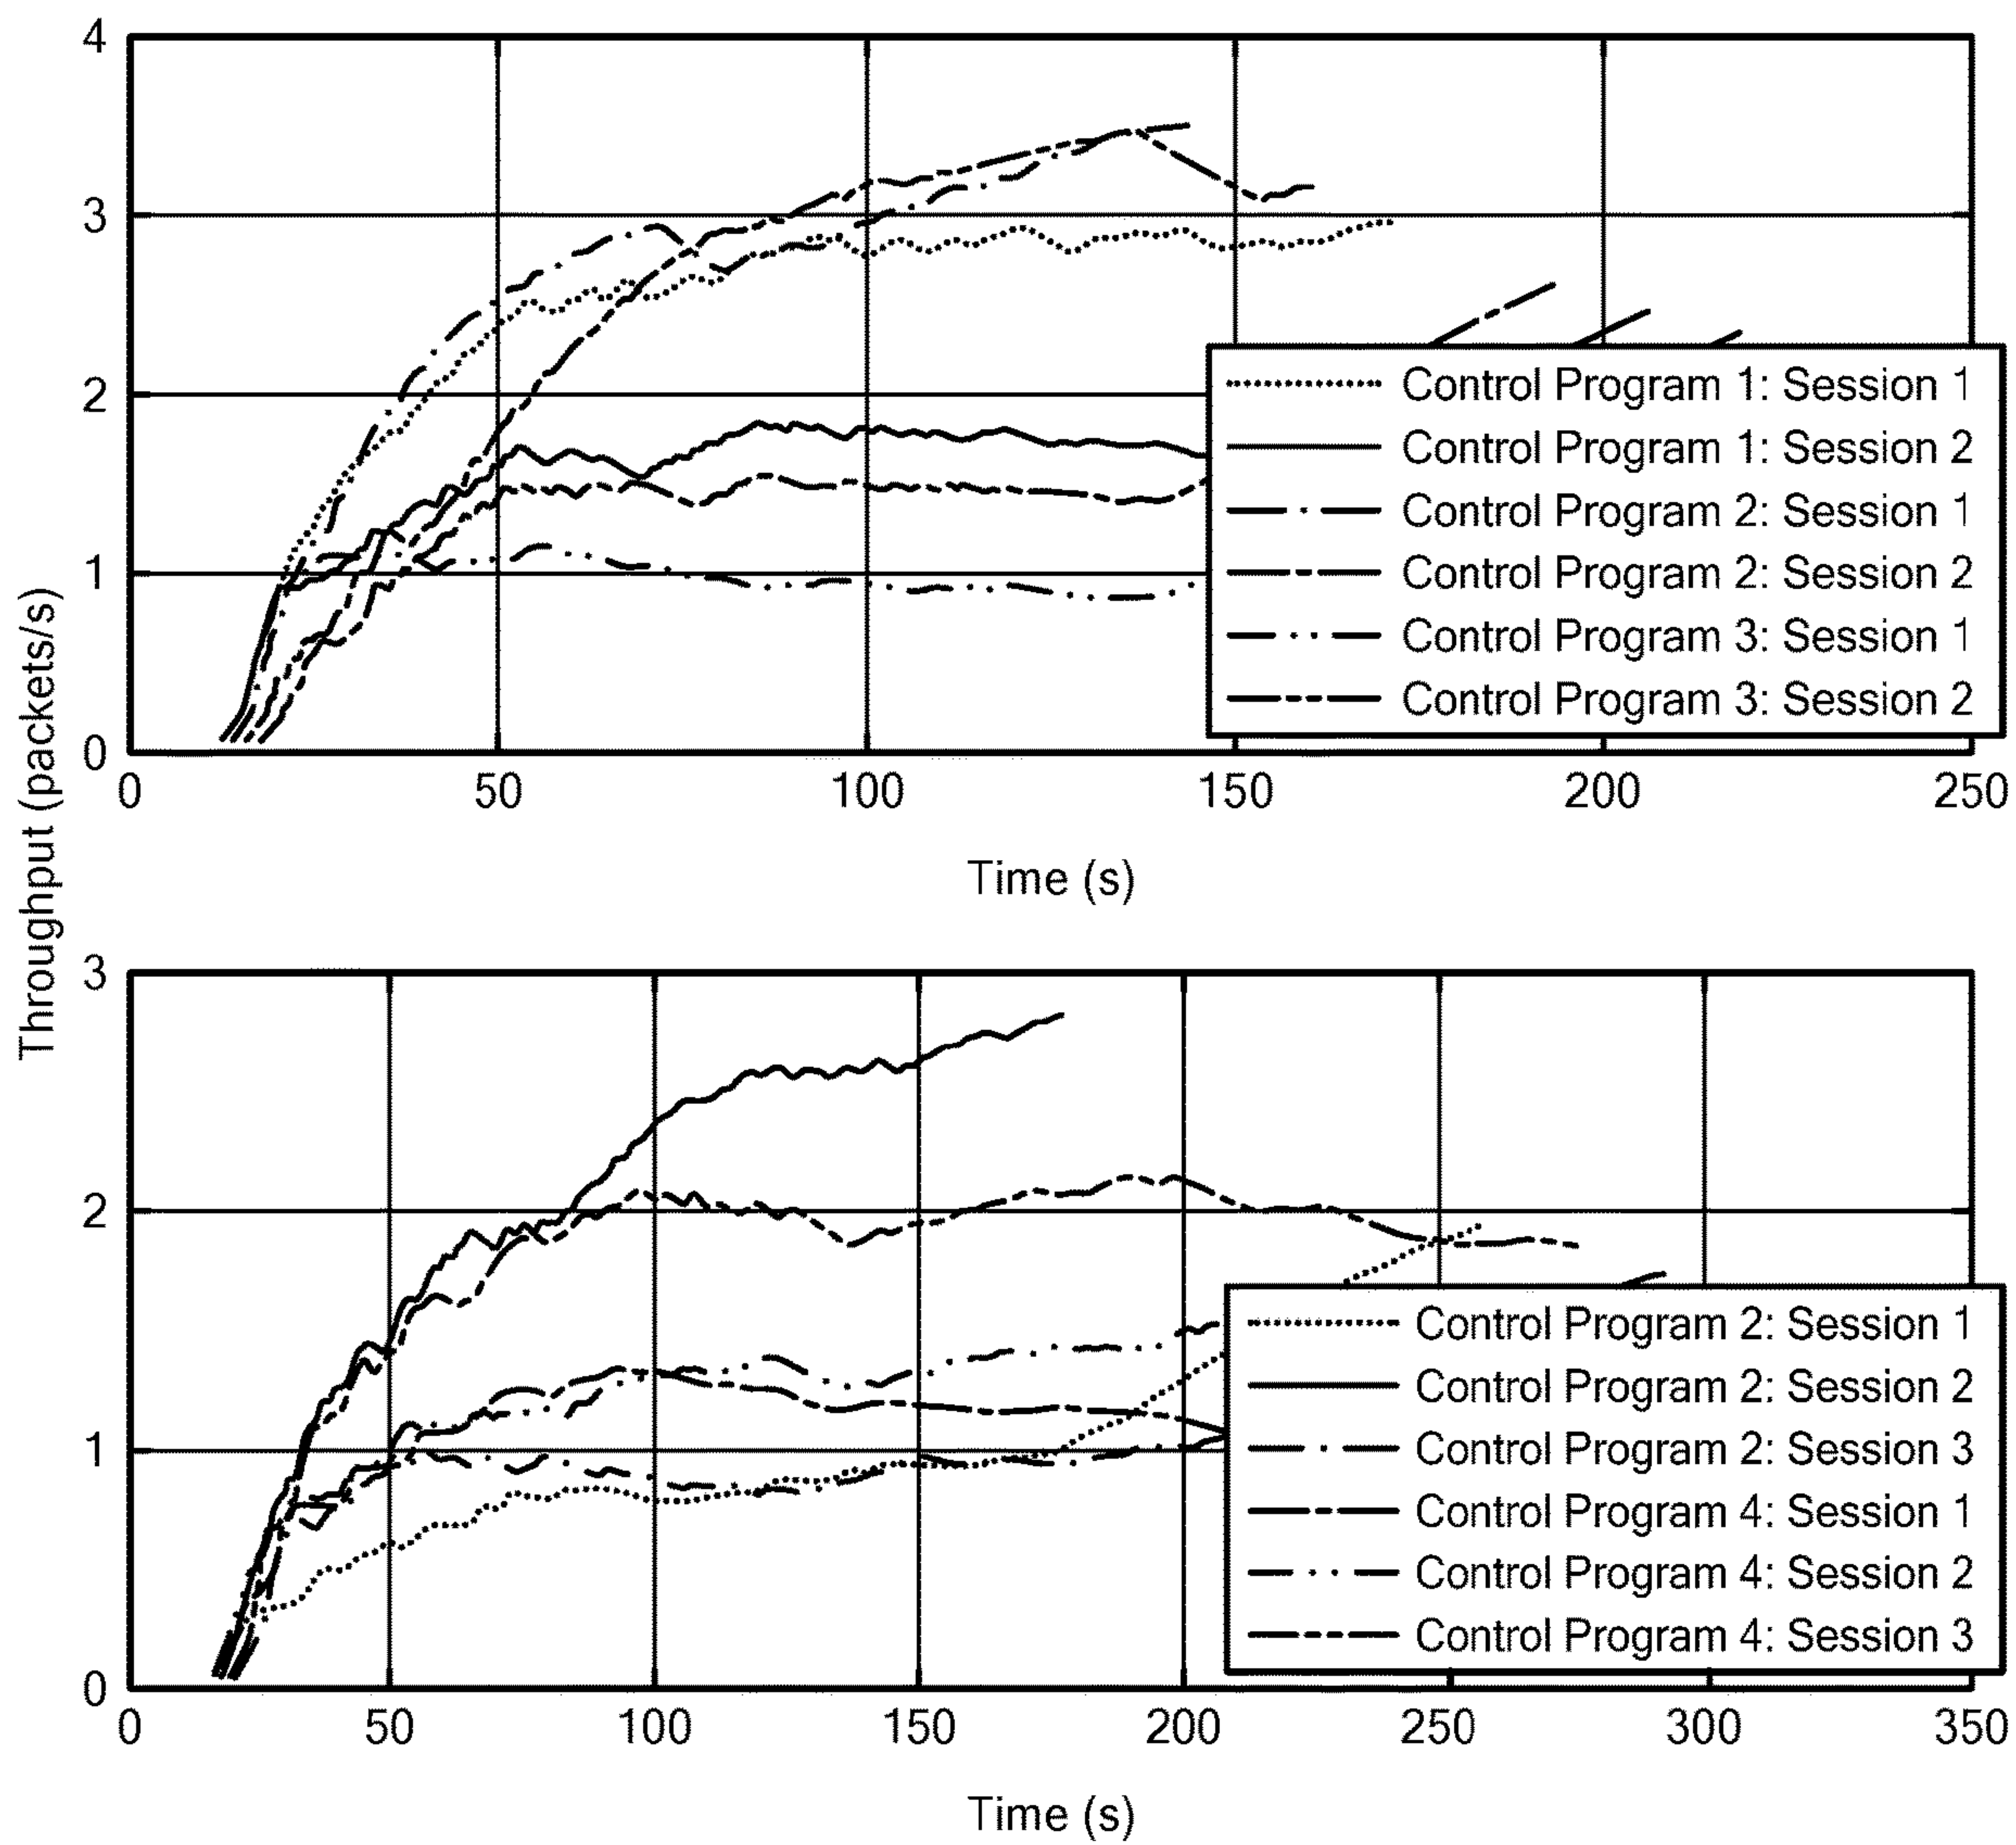 Throughput (packets/s)
4
3
2
1
0
0 50 100 150 200 250
Time (s)
Control Program 1: Session 1
Control Program 1: Session 2
Control Program 2: Session 1
Control Program 2: Session 2
Control Program 3: Session 1
Control Program 3: Session 2
3
2
1
0
0 50 100 150 200 250 300 350
Time (s)
Control Program 2: Session 1
Control Program 2: Session 2
Control Program 2: Session 3
Control Program 4: Session 1
Control Program 4: Session 2
Control Program 4: Session 3